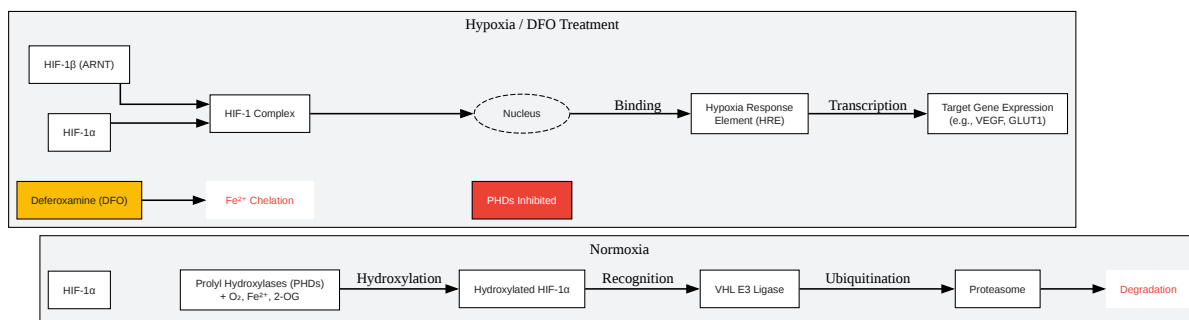 Hypoxia / DFO Treatment
HIF-1β (ARNT)
HIF-1α
HIF-1 Complex
Nucleus
Binding
Hypoxia Response
Element (HRE)
Transcription
Target Gene Expression
(e.g., VEGF, GLUT1)
Deferoxamine (DFO)
Fe²⁺ Chelation
PHDs Inhibited
Normoxia
HIF-1α
Prolyl Hydroxylases (PHDs)
+ O₂, Fe²⁺, 2-OG
Hydroxylation
Hydroxylated HIF-1α
Recognition
VHL E3 Ligase
Ubiquitination
Proteasome
Degradation